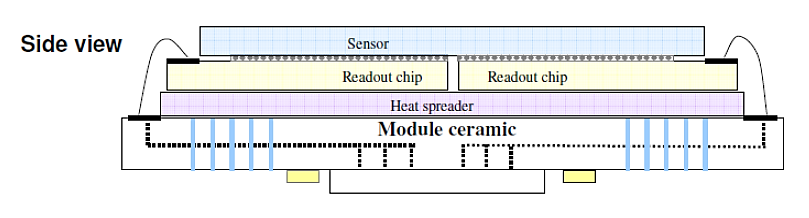 Side view
Sensor
Readout chip
Readout chip
Heat spreader
Module ceramic